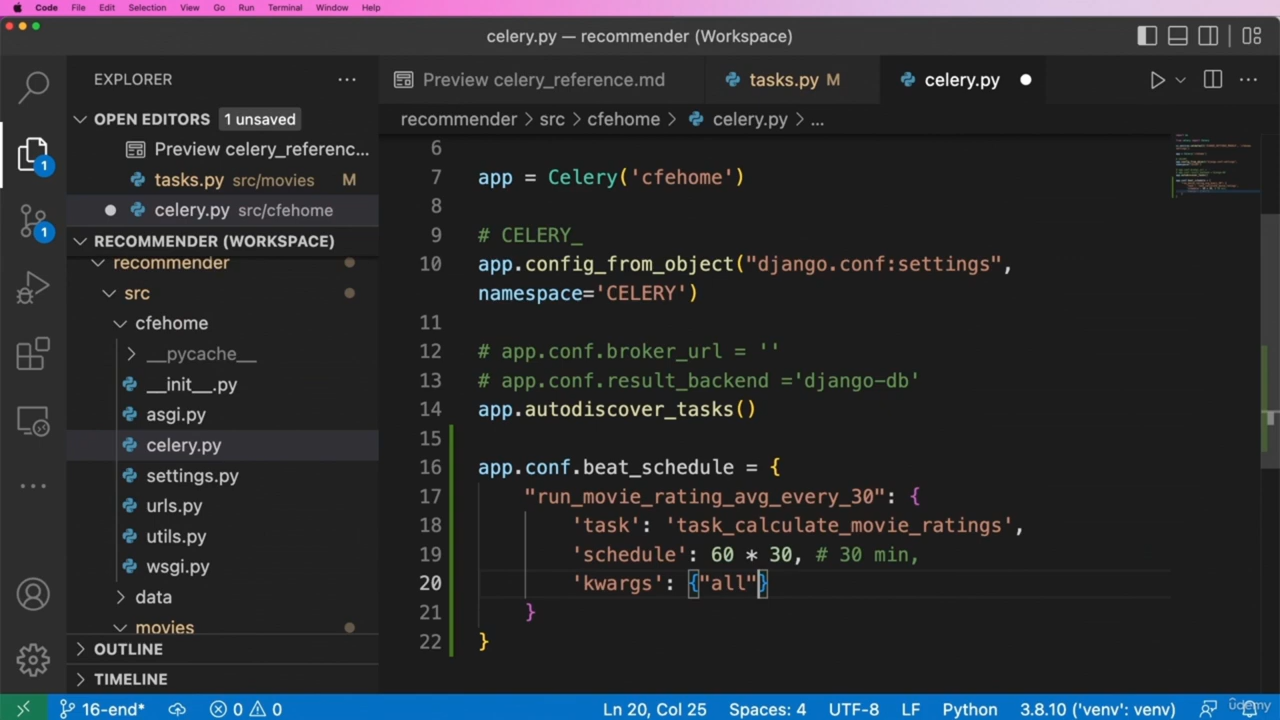 Code File Edit Selection View Go Run Terminal Window Help
celery.py — recommender (Workspace)
EXPLORER
Preview celery_reference.md
tasks.py M
celery.py
OPEN EDITORS 1 unsaved
recommender > src > cfehome > celery.py > ...
Preview celery_referenc...
tasks.py src/movies M
celery.py src/cfehome
RECOMMENDER (WORKSPACE)
recommender
src
cfehome
__pycache__
__init__.py
asgi.py
celery.py
settings.py
urls.py
utils.py
wsgi.py
data
movies
OUTLINE
TIMELINE
1
1
6
7 app = Celery('cfehome')
8
9 # CELERY_
10 app.config_from_object("django.conf:settings",
namespace='CELERY')
11
12 # app.conf.broker_url = ''
13 # app.conf.result_backend ='django-db'
14 app.autodiscover_tasks()
15
16 app.conf.beat_schedule = {
17 "run_movie_rating_avg_every_30": {
18 'task': 'task_calculate_movie_ratings',
19 'schedule': 60 * 30, # 30 min,
20 'kwargs': {"all"}
21 }
22 }
16-end* 0 0 Ln 20, Col 25 Spaces: 4 UTF-8 LF Python 3.8.10 ('venv': venv)
udemy